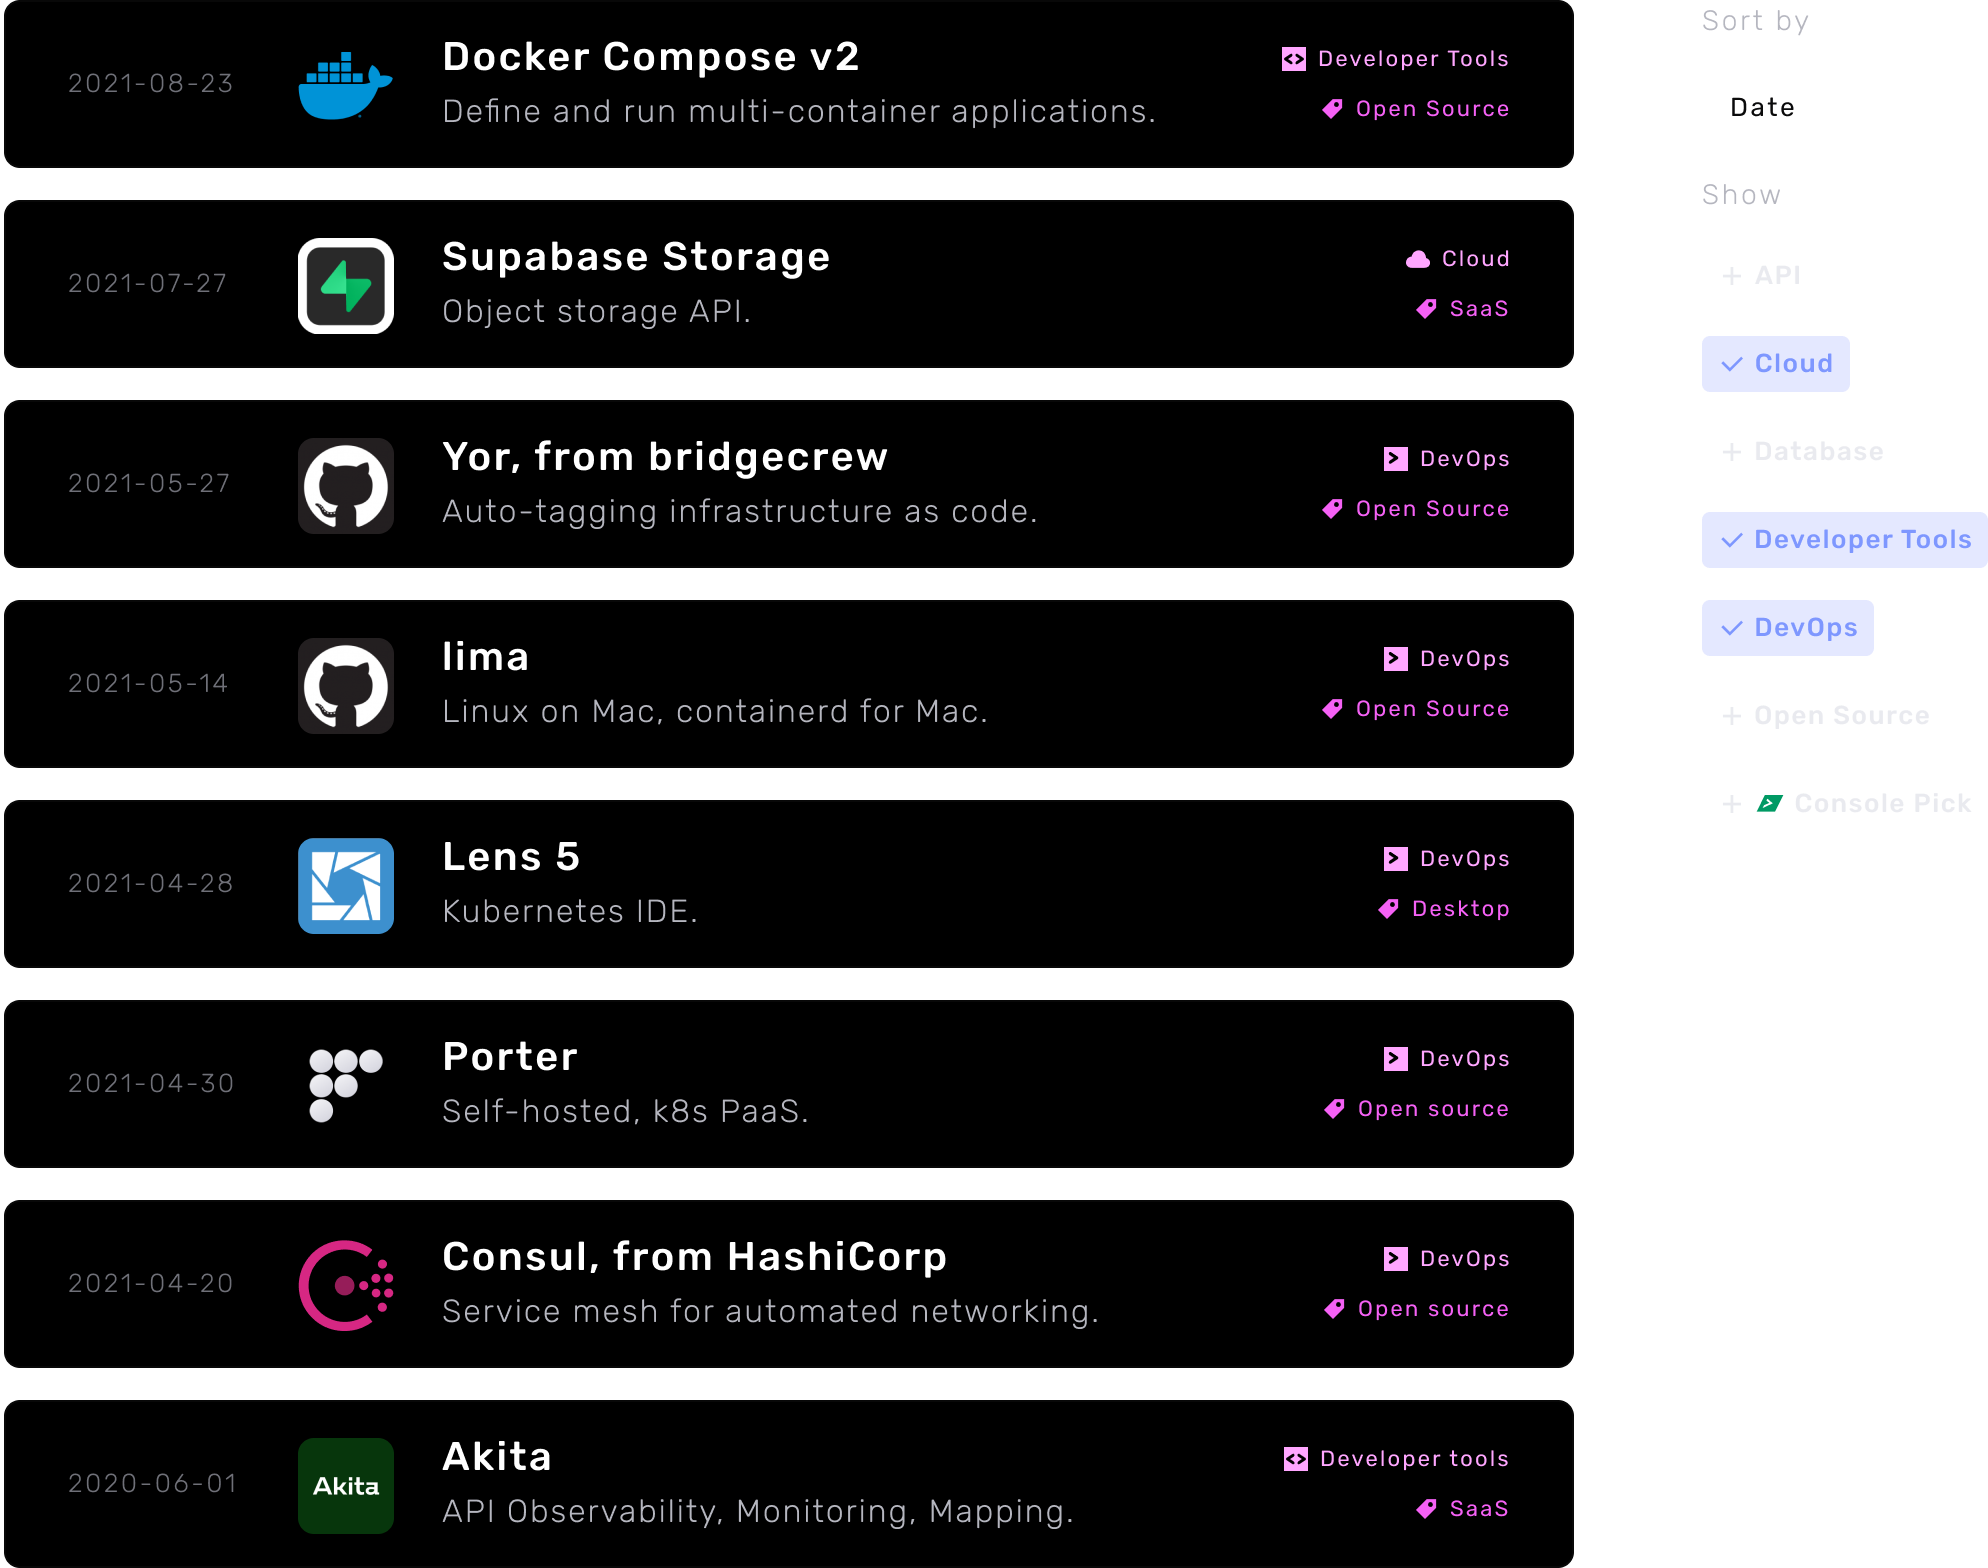 2021-08-23
Docker Compose v2
Define and run multi-container applications.
Developer Tools
Open Source
2021-07-27
Supabase Storage
Object storage API.
Cloud
SaaS
2021-05-27
Yor, from bridgecrew
Auto-tagging infrastructure as code.
DevOps
Open Source
2021-05-14
lima
Linux on Mac, containerd for Mac.
DevOps
Open Source
2021-04-28
Lens 5
Kubernetes IDE.
DevOps
Desktop
2021-04-30
Porter
Self-hosted, k8s PaaS.
DevOps
Open source
2021-04-20
Consul, from HashiCorp
Service mesh for automated networking.
DevOps
Open source
2020-06-01
Akita
Akita
API Observability, Monitoring, Mapping.
Developer tools
SaaS
Sort by
Date
Show
+ API
✓ Cloud
+ Database
✓ Developer Tools
✓ DevOps
+ Open Source
+ Console Pick